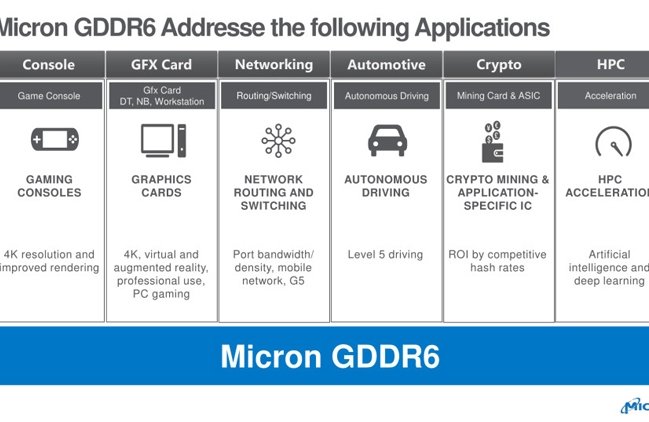 Micron GDDR6 Addresse the following Applications
Console
GFX Card
Networking
Automotive
Crypto
HPC
Game Console
Gfx Card
DT, NB, Workstation
Routing/Switching
Autonomous Driving
Mining Card & ASIC
Acceleration
GAMING
CONSOLES
GRAPHICS
CARDS
NETWORK
ROUTING AND
SWITCHING
AUTONOMOUS
DRIVING
CRYPTO MINING &
APPLICATION-
SPECIFIC IC
HPC
ACCELERATION
4K resolution and
improved rendering
4K, virtual and
augmented reality,
professional use,
PC gaming
Port bandwidth/
density, mobile
network, G5
Level 5 driving
ROI by competitive
hash rates
Artificial
intelligence and
deep learning
Micron GDDR6